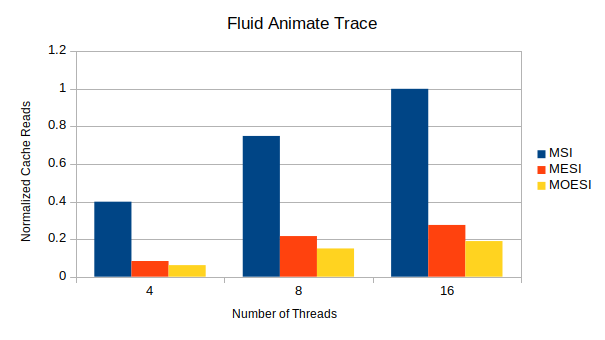 Fluid Animate Trace
Normalized Cache Reads
1.2
1
0.8
0.6
0.4
0.2
0
4
8
16
Number of Threads
MSI
MESI
MOESI